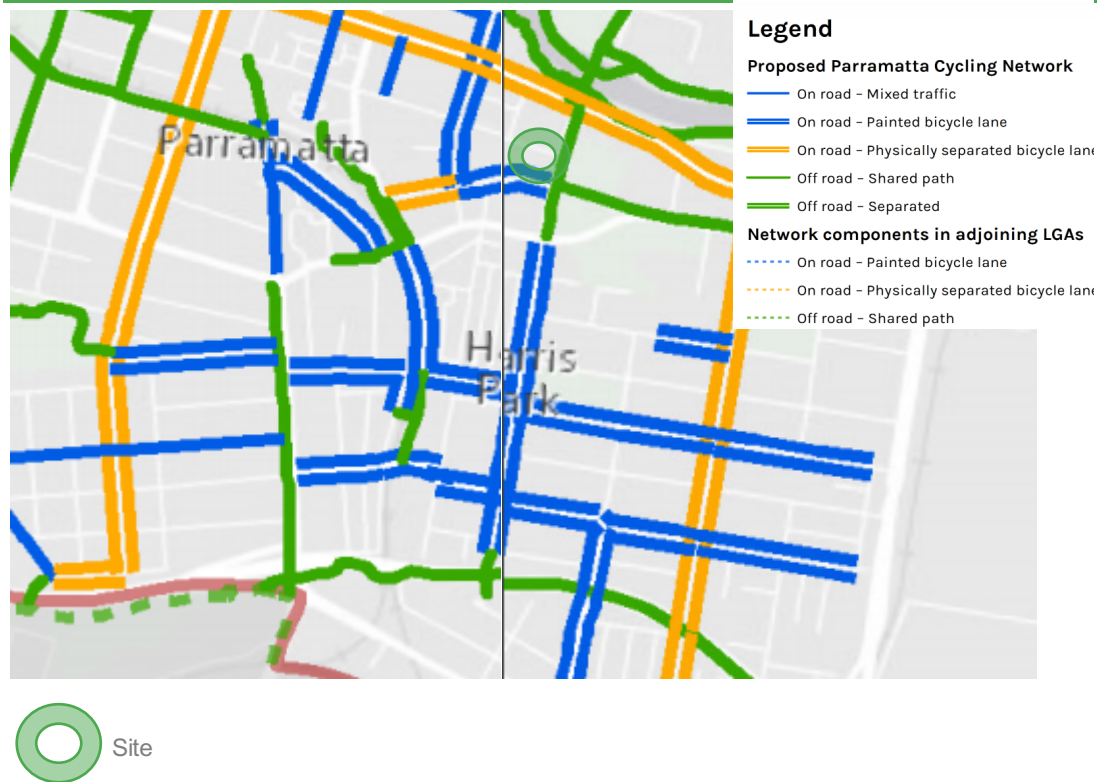 Legend
Proposed Parramatta Cycling Network
On road – Mixed traffic
On road – Painted bicycle lane
On road – Physically separated bicycle lane
Off road – Shared path
Off road – Separated
Network components in adjoining LGAs
On road – Painted bicycle lane
On road – Physically separated bicycle lane
Off road – Shared path
Parramatta
Harris
Park
Site